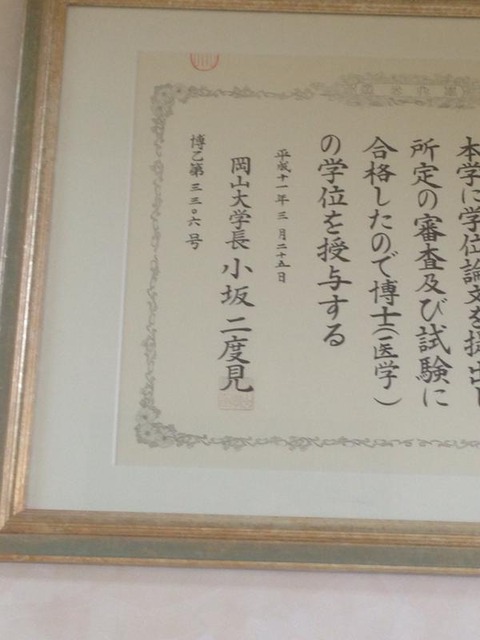 本学に学位論文を提出し
所定の審査及び試験に
合格したので博士(医学)
の学位を授与する
平成十一年三月二十五日
岡山大学長 小坂二度見
博乙第三三〇六号